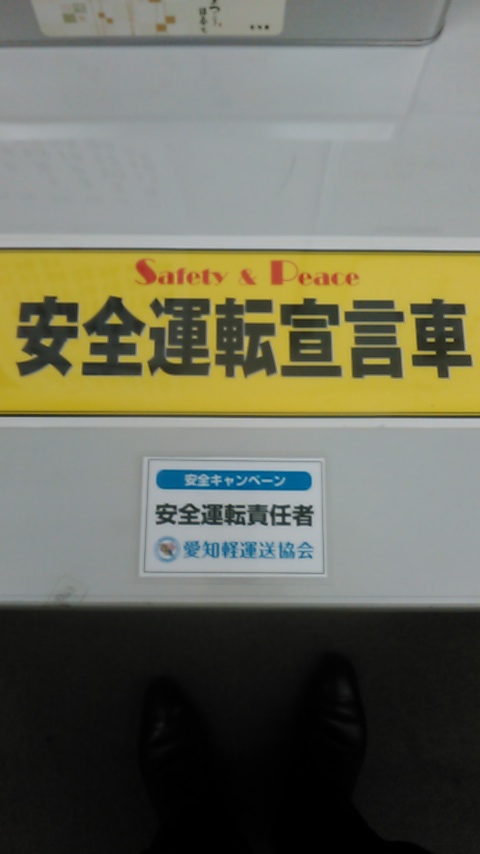 Safety & Peace
安全運転宣言車
安全キャンペーン
安全運転責任者
愛知軽運送協会